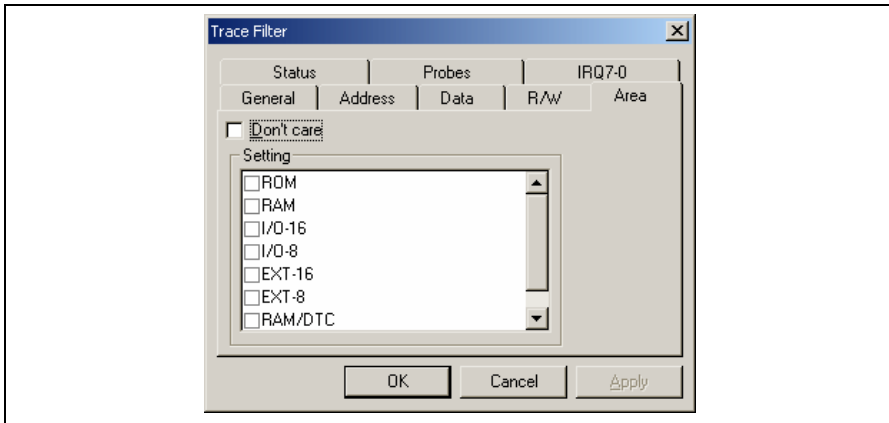 Trace Filter
Status Probes IRQ7-0
General Address Data R/W Area
Don't care
Setting
ROM
RAM
I/O-16
I/O-8
EXT-16
EXT-8
RAM/DTC
OK Cancel Apply